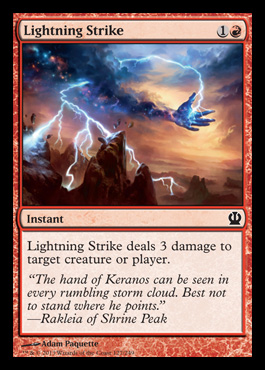 Lightning Strike 1
Instant
Lightning Strike deals 3 damage to
target creature or player.
“The hand of Keranos can be seen in
every rumbling storm cloud. Best not
to stand where he points.”
—Rakleia of Shrine Peak
Adam Paquette